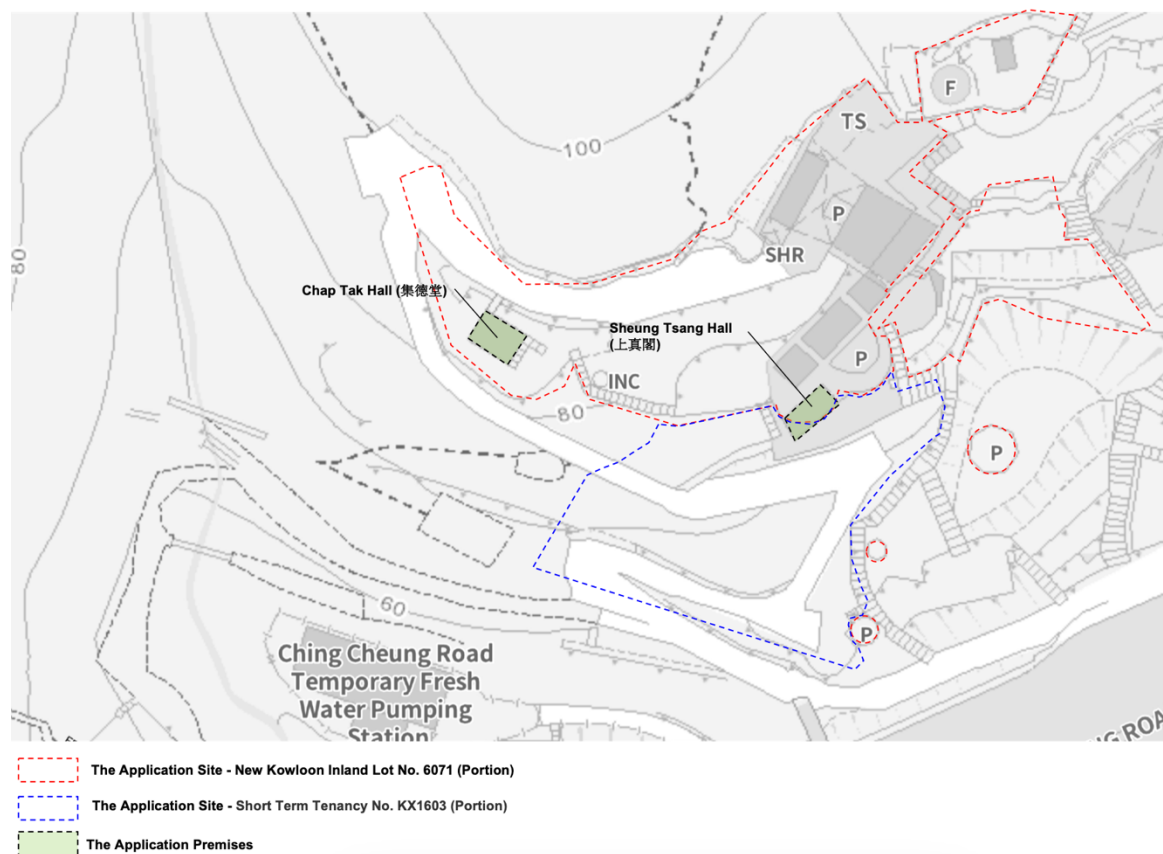 100
F
TS
P
SHR
80
Chap Tak Hall (集德堂)
Sheung Tsang Hall
(上真閣)
P
INC
80
P
60
P
Ching Cheung Road
Temporary Fresh
Water Pumping
Station
NG ROA
The Application Site - New Kowloon Inland Lot No. 6071 (Portion)
The Application Site - Short Term Tenancy No. KX1603 (Portion)
The Application Premises